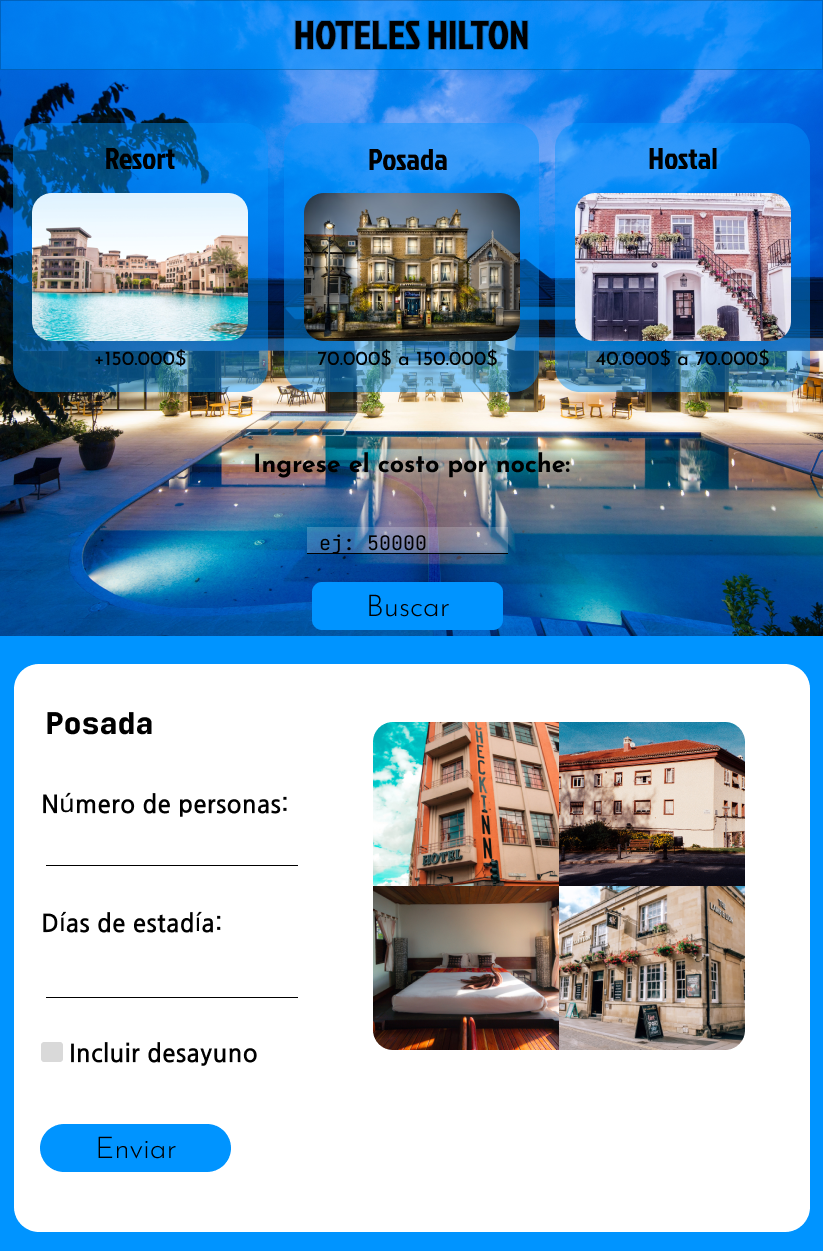 HOTELES HILTON
Resort
Posada
Hostal
+150.000$
70.000$ a 150.000$
40.000$ a 70.000$
Ingrese el costo por noche:
ej: 50000
Buscar
Posada
Número de personas:
Días de estadía:
Incluir desayuno
Enviar
CHECK INN
HOTEL